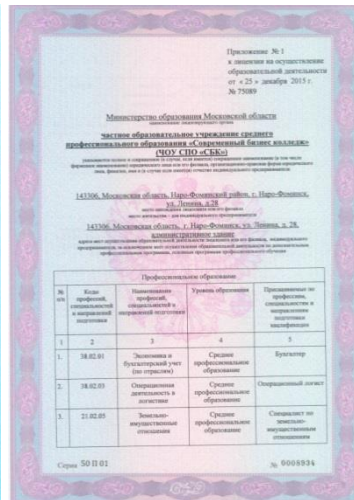 Приложение № 1
к лицензии на осуществление
образовательной деятельности
от « 25 » декабря 2015 г.
№ 75089
Министерство образования Московской области
наименование лицензирующего органа
частное образовательное учреждение среднего
профессионального образования «Современный бизнес колледж»
(ЧОУ СПО «СБК»)
143306, Московская область, Наро-Фоминский район, г. Наро-Фоминск,
ул. Ленина, д.28
143306, Московская область, г. Наро-Фоминск, ул. Ленина, д. 28,
административное здание
Профессиональное образование
№ п/п
Коды профессий, специальностей и направлений подготовки
Наименования профессий, специальностей и направлений подготовки
Уровень образования
Присваиваемые по профессиям, специальностям и направлениям подготовки квалификации
1 2 3 4 5
1. 38.02.01 Экономика и бухгалтерский учет (по отраслям) Среднее профессиональное образование Бухгалтер
2. 38.02.03 Операционная деятельность в логистике Среднее профессиональное образование Операционный логист
3. 21.02.05 Земельно-имущественные отношения Среднее профессиональное образование Специалист по земельно-имущественным отношениям
Серия 50 П 01 № 0008934